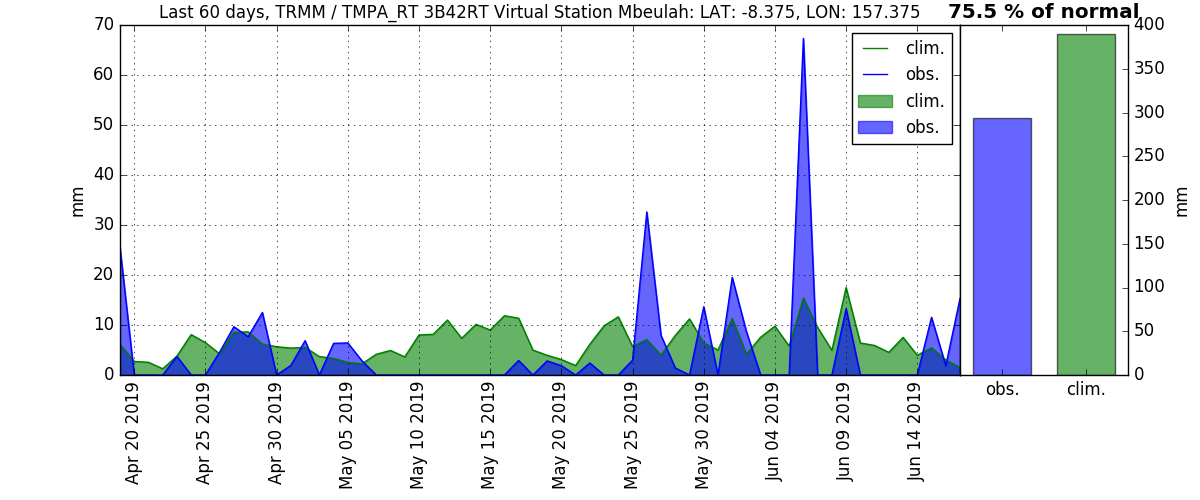 Last 60 days, TRMM / TMPA_RT 3B42RT Virtual Station Mbeulah: LAT: -8.375, LON: 157.375
75.5 % of normal
70
60
50
40
30
20
10
0
mm
clim.
obs.
clim.
obs.
400
350
300
250
200
150
100
50
0
mm
Apr 20 2019
Apr 25 2019
Apr 30 2019
May 05 2019
May 10 2019
May 15 2019
May 20 2019
May 25 2019
May 30 2019
Jun 04 2019
Jun 09 2019
Jun 14 2019
obs.
clim.